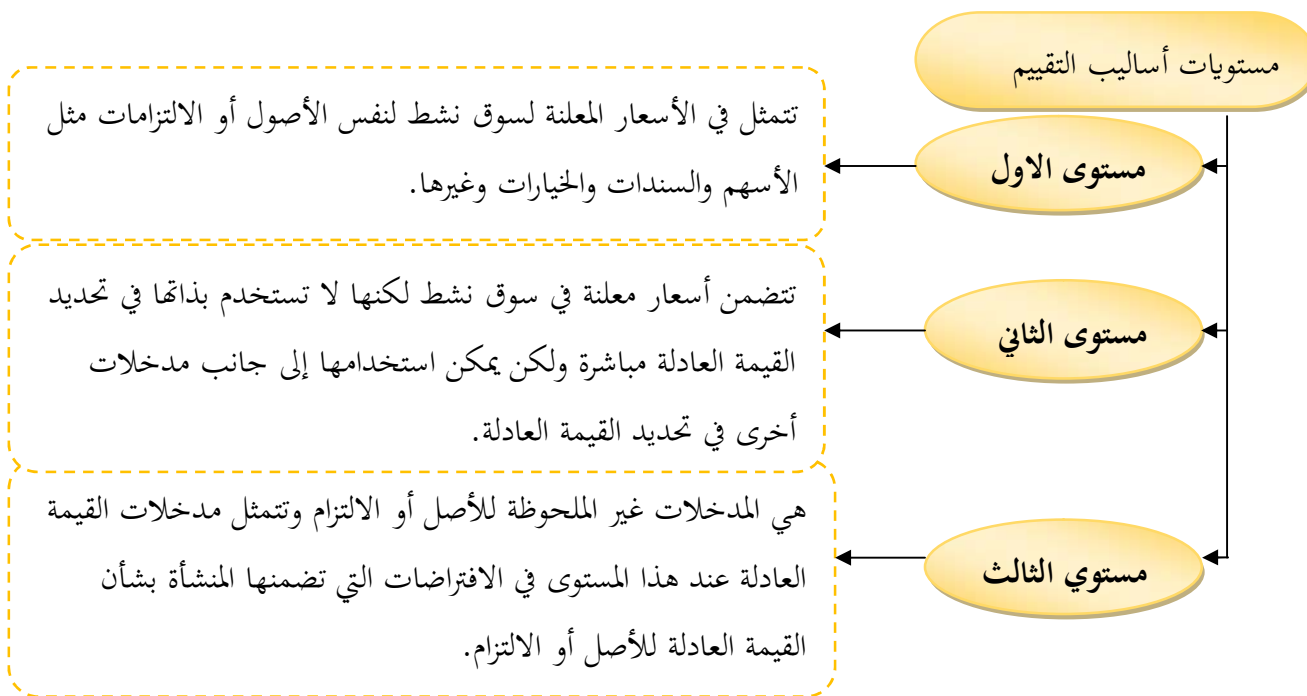 مستويات أساليب التقييم
مستوى الاول
تتمثل في الأسعار المعلنة لسوق نشط لنفس الأصول أو الالتزامات مثل
الأسهم والسندات والخيارات وغيرها.
مستوى الثاني
تتضمن أسعار معلنة في سوق نشط لكنها لا تستخدم بذاتها في تحديد
القيمة العادلة مباشرة ولكن يمكن استخدامها إلى جانب مدخلات
أخرى في تحديد القيمة العادلة.
مستوي الثالث
هي المدخلات غير الملحوظة للأصل أو الالتزام وتتمثل مدخلات القيمة
العادلة عند هذا المستوى في الافتراضات التي تضمنها المنشأة بشأن
القيمة العادلة للأصل أو الالتزام.